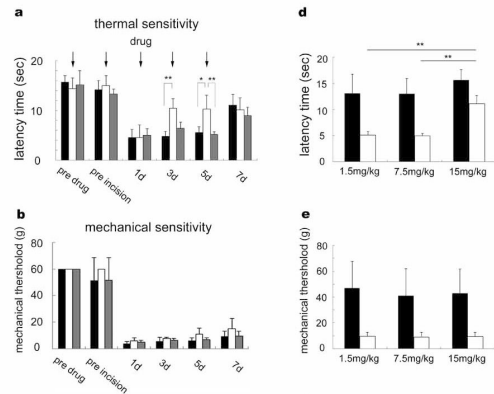 a
thermal sensitivity
drug
latency time (sec)
20
10
0
** * **
pre drug pre incision 1d 3d 5d 7d
b
mechanical sensitivity
mechanical thershold (g)
80
60
40
20
0
pre drug pre incision 1d 3d 5d 7d
d
**
**
latency time (sec)
20
15
10
5
0
1.5mg/kg 7.5mg/kg 15mg/kg
e
mechanical thersholod (g)
80
60
40
20
0
1.5mg/kg 7.5mg/kg 15mg/kg